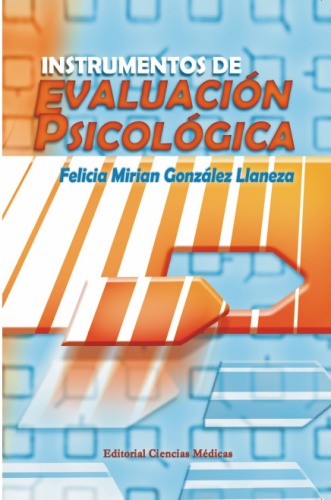 INSTRUMENTOS DE
EVALUACIÓN
PSICOLÓGICA
Felicia Mirian González Llaneza
Editorial Ciencias Médicas